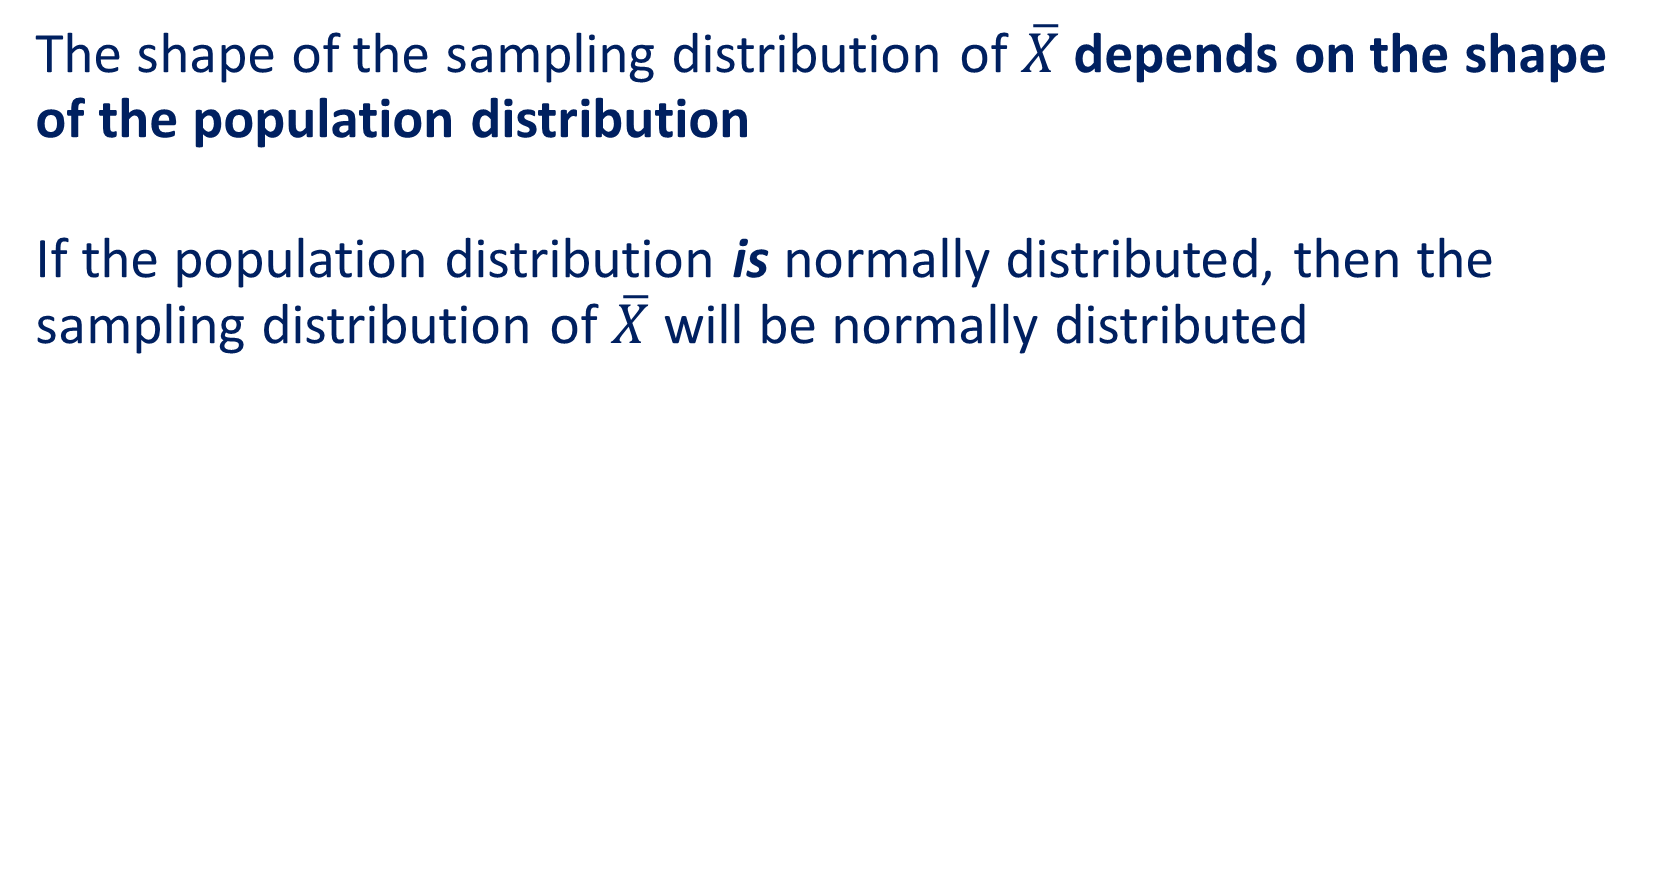 The shape of the sampling distribution of X̅ depends on the shape
of the population distribution
If the population distribution is normally distributed, then the
sampling distribution of X̅ will be normally distributed